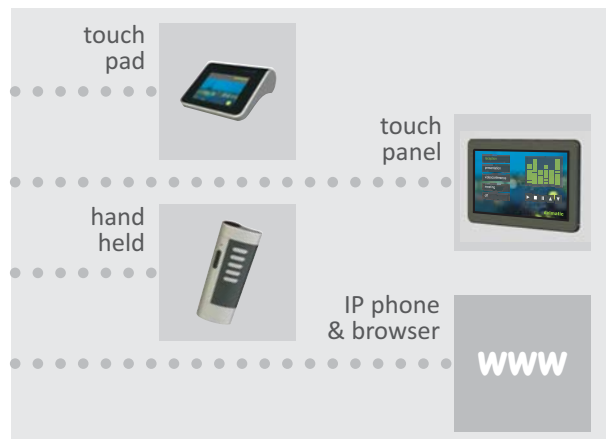 touch
pad
touch
panel
hand
held
IP phone
& browser
www